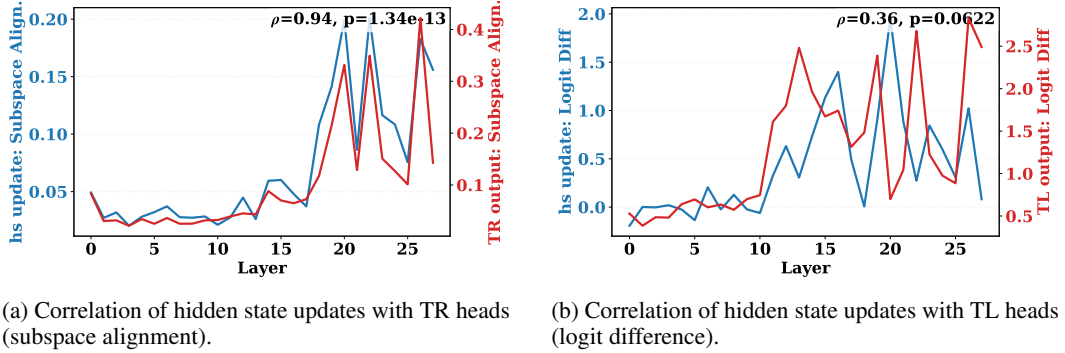 ρ=0.94, p=1.34e-13
hs update: Subspace Align.
0.20
0.15
0.10
0.05
TR output: Subspace Align.
0.4
0.3
0.2
0.1
0 5 10 15 20 25
Layer
(a) Correlation of hidden state updates with TR heads
(subspace alignment).
ρ=0.36, p=0.0622
hs update: Logit Diff
2.0
1.5
1.0
0.5
0.0
TL output: Logit Diff
2.5
2.0
1.5
1.0
0.5
0 5 10 15 20 25
Layer
(b) Correlation of hidden state updates with TL heads
(logit difference).